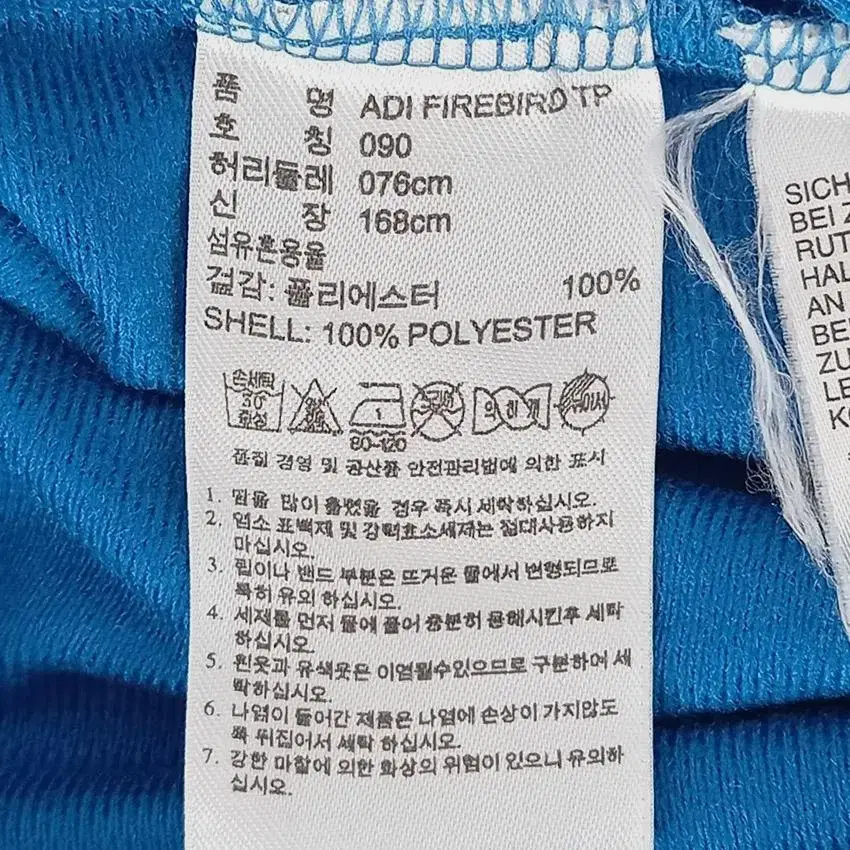 품 명 ADI FIREBIRD TP
호 칭 090
허리둘레 076cm
신 장 168cm
섬유혼용율
겉감: 폴리에스터 100%
SHELL: 100% POLYESTER
손세탁
30°
중성
80-120
품질 경영 및 공산품 안전관리법에 의한 표시
1. 땀을 많이 흘렸을 경우 즉시 세탁하십시오.
2. 염소 표백제 및 강력효소세제는 절대사용하지
마십시오.
3. 립이나 밴드 부분은 뜨거운 물에서 변형되므로
특히 유의 하십시오.
4. 세제를 먼저 물에 풀어 충분히 용해시킨후 세탁
하십시오.
5. 흰옷과 유색옷은 이염될수있으므로 구분하여 세
탁하십시오.
6. 나염이 들어간 제품은 나염에 손상이 가지않도
록 뒤집어서 세탁 하십시오.
7. 강한 마찰에 의한 화상의 위험이 있으니 유의하
십시오.
SICH
BEI
RUT
HAL
AN
BE
ZU
LE
K